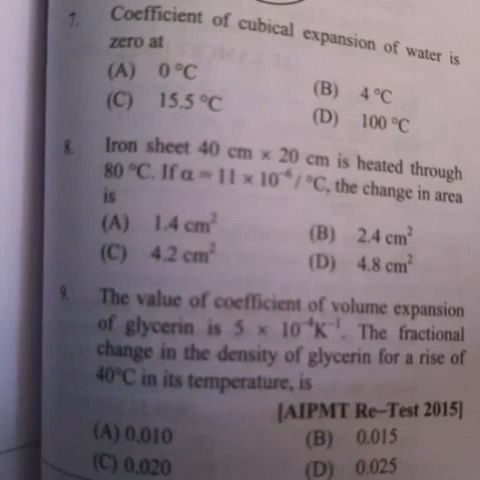 7. Coefficient of cubical expansion of water is
zero at
(A) 0 °C
(B) 4 °C
(C) 15.5 °C
(D) 100 °C
8. Iron sheet 40 cm × 20 cm is heated through
80 °C. If α = 11 × 10⁻⁶/ °C, the change in area
is
(A) 1.4 cm²
(B) 2.4 cm²
(C) 4.2 cm²
(D) 4.8 cm²
9. The value of coefficient of volume expansion
of glycerin is 5 × 10⁻⁴K⁻¹. The fractional
change in the density of glycerin for a rise of
40°C in its temperature, is
[AIPMT Re–Test 2015]
(A) 0.010
(B) 0.015
(C) 0.020
(D) 0.025